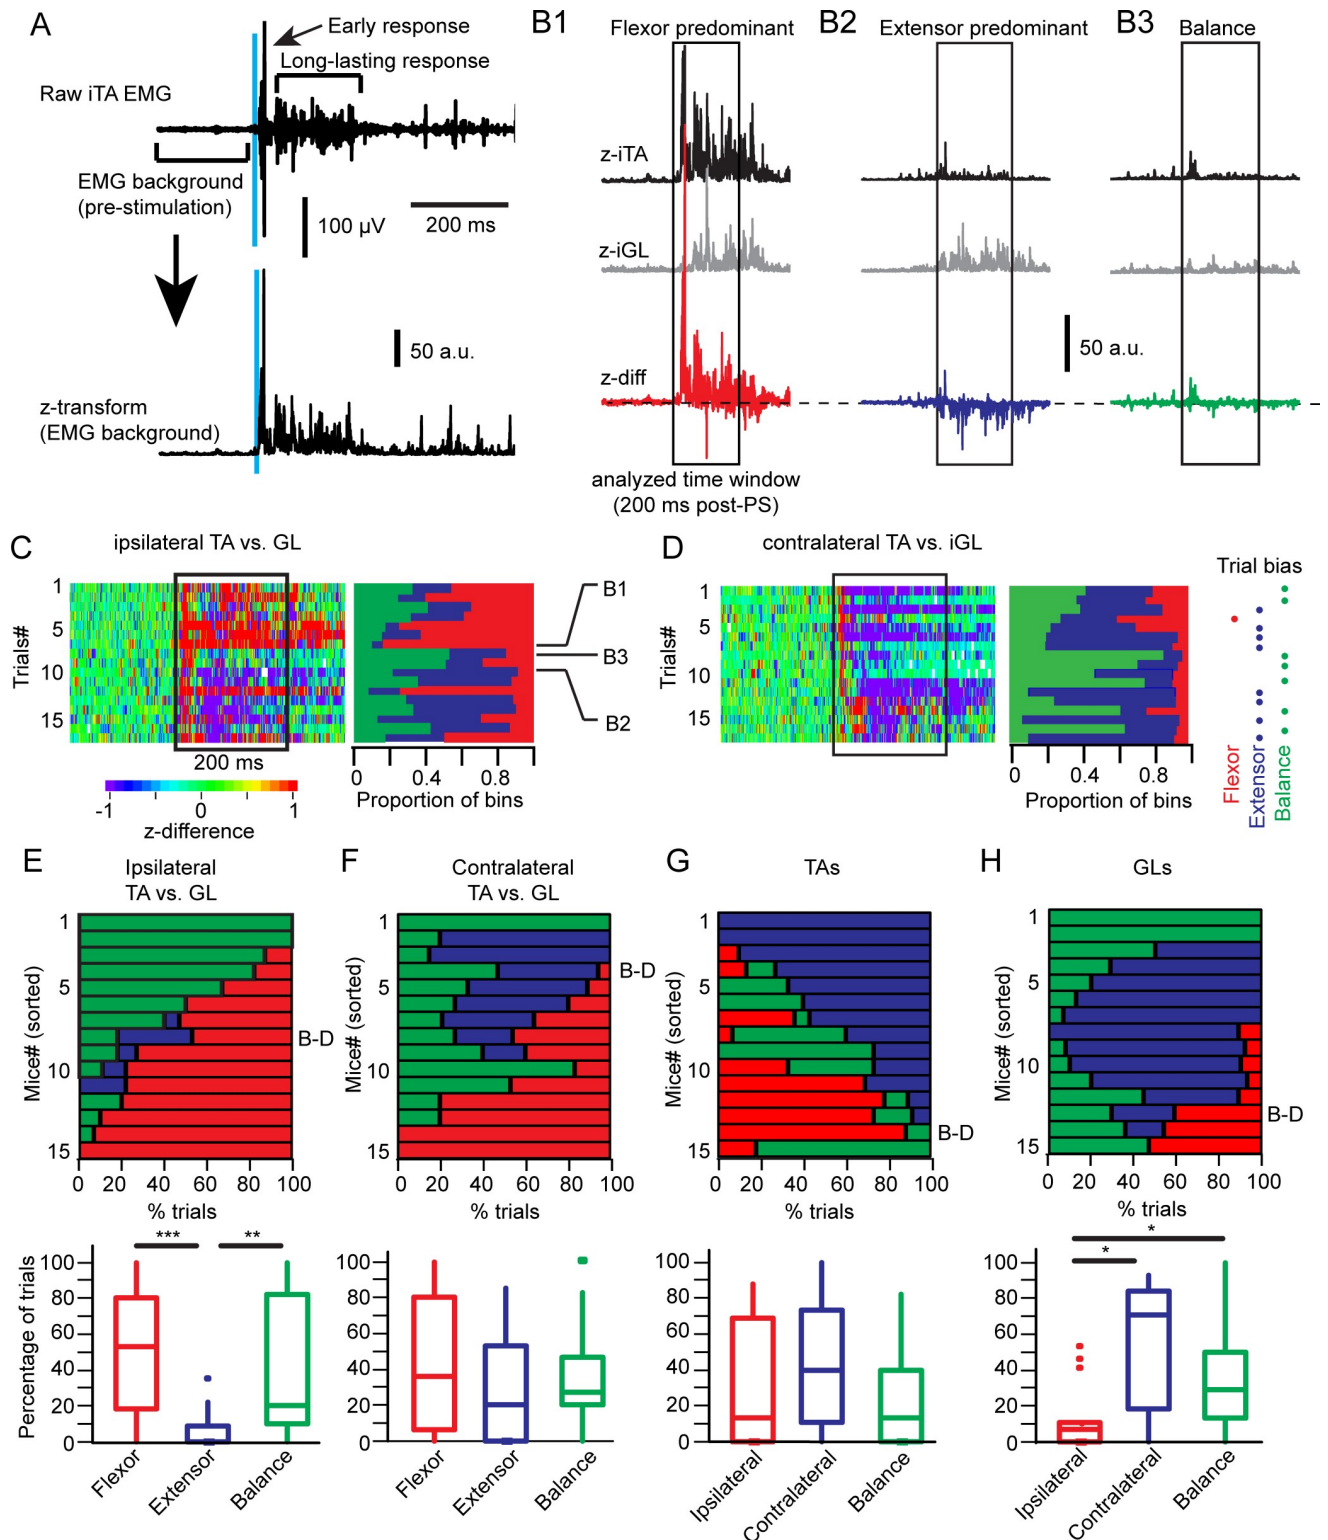 A
Early response
Long-lasting response
Raw iTA EMG
EMG background
(pre-stimulation)
100 µV
200 ms
50 a.u.
z-transform
(EMG background)
B1
Flexor predominant
B2
Extensor predominant
B3
Balance
z-iTA
z-iGL
z-diff
50 a.u.
analyzed time window
(200 ms post-PS)
C
ipsilateral TA vs. GL
Trials#
1
5
10
15
200 ms
-1 0 1
z-difference
0 0.4 0.8
Proportion of bins
B1
B3
B2
D
contralateral TA vs. iGL
Trials#
1
5
10
15
0 0.4 0.8
Proportion of bins
Trial bias
Flexor
Extensor
Balance
E
Ipsilateral
TA vs. GL
Mice# (sorted)
1
5
10
15
B-D
0 20 40 60 80 100
% trials
F
Contralateral
TA vs. GL
Mice# (sorted)
1
5
10
15
B-D
0 20 40 60 80 100
% trials
G
TAs
Mice# (sorted)
1
5
10
15
B-D
0 20 40 60 80 100
% trials
H
GLs
Mice# (sorted)
1
5
10
15
B-D
0 20 40 60 80 100
% trials
Percentage of trials
*** **
100
80
60
40
20
0
Flexor
Extensor
Balance
100
80
60
40
20
0
Flexor
Extensor
Balance
100
80
60
40
20
0
Ipsilateral
Contralateral
Balance
*
*
100
80
60
40
20
0
Ipsilateral
Contralateral
Balance